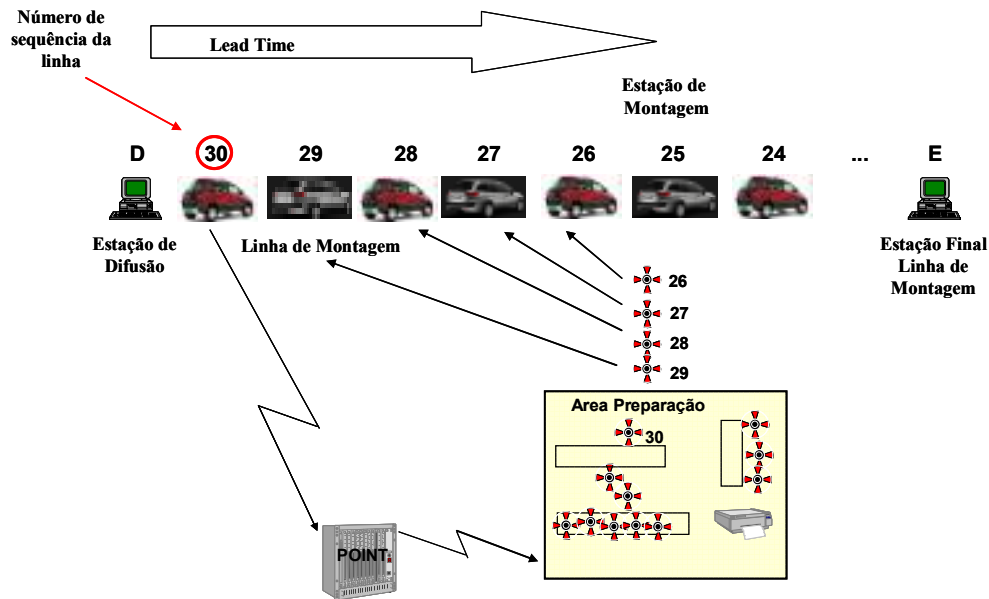 Número de
sequência da
linha
Lead Time
Estação de
Montagem
D 30 29 28 27 26 25 24 ... E
Estação de
Difusão
Linha de Montagem
Estação Final
Linha de
Montagem
26
27
28
29
Area Preparação
30
POINT